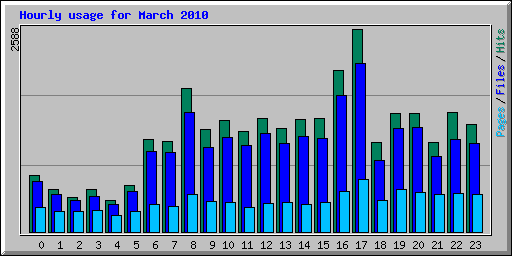 Hourly usage for March 2010
2588
Pages / Files / Hits
0 1 2 3 4 5 6 7 8 9 10 11 12 13 14 15 16 17 18 19 20 21 22 23